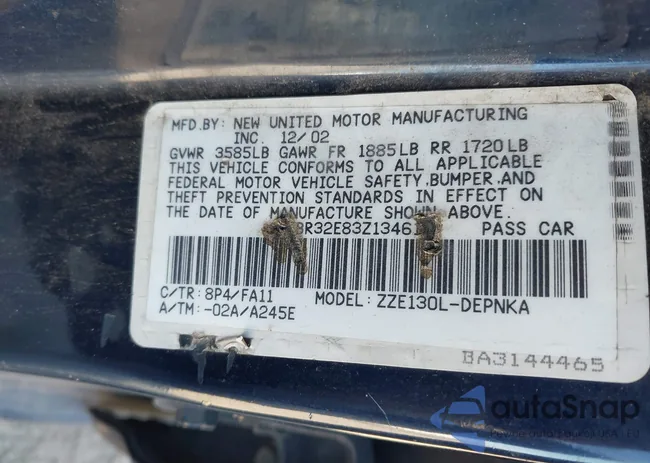 MFD.BY: NEW UNITED MOTOR MANUFACTURING
INC. 12/02
GVWR 3585LB GAWR FR 1885LB RR 1720LB
THIS VEHICLE CONFORMS TO ALL APPLICABLE
FEDERAL MOTOR VEHICLE SAFETY,BUMPER,AND
THEFT PREVENTION STANDARDS IN EFFECT ON
THE DATE OF MANUFACTURE SHOWN ABOVE.
R32E83Z1346 PASS CAR
C/TR: 8P4/FA11 MODEL: ZZE130L-DEPNKA
A/TM: -02A/A245E
BA3144465
autoSnap